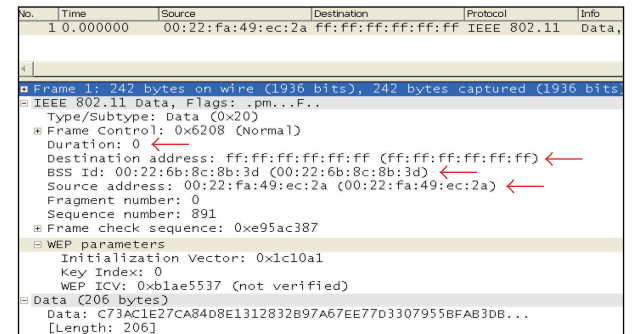 No. Time Source Destination Protocol Info
1 0.000000 00:22:fa:49:ec:2a ff:ff:ff:ff:ff:ff IEEE 802.11 Data,
Frame 1: 242 bytes on wire (1936 bits), 242 bytes captured (1936 bits
IEEE 802.11 Data, Flags: .pm...F..
Type/Subtype: Data (0x20)
Frame Control: 0x6208 (Normal)
Duration: 0
Destination address: ff:ff:ff:ff:ff:ff (ff:ff:ff:ff:ff:ff)
BSS Id: 00:22:6b:8c:8b:3d (00:22:6b:8c:8b:3d)
Source address: 00:22:fa:49:ec:2a (00:22:fa:49:ec:2a)
Fragment number: 0
Sequence number: 891
Frame check sequence: 0xe95ac387
WEP parameters
Initialization Vector: 0x1c10a1
Key Index: 0
WEP ICV: 0xb1ae5537 (not verified)
Data (206 bytes)
Data: C73AC1E27CA84D8E1312832B97A67EE77D3307955BFAB3DB...
[Length: 206]